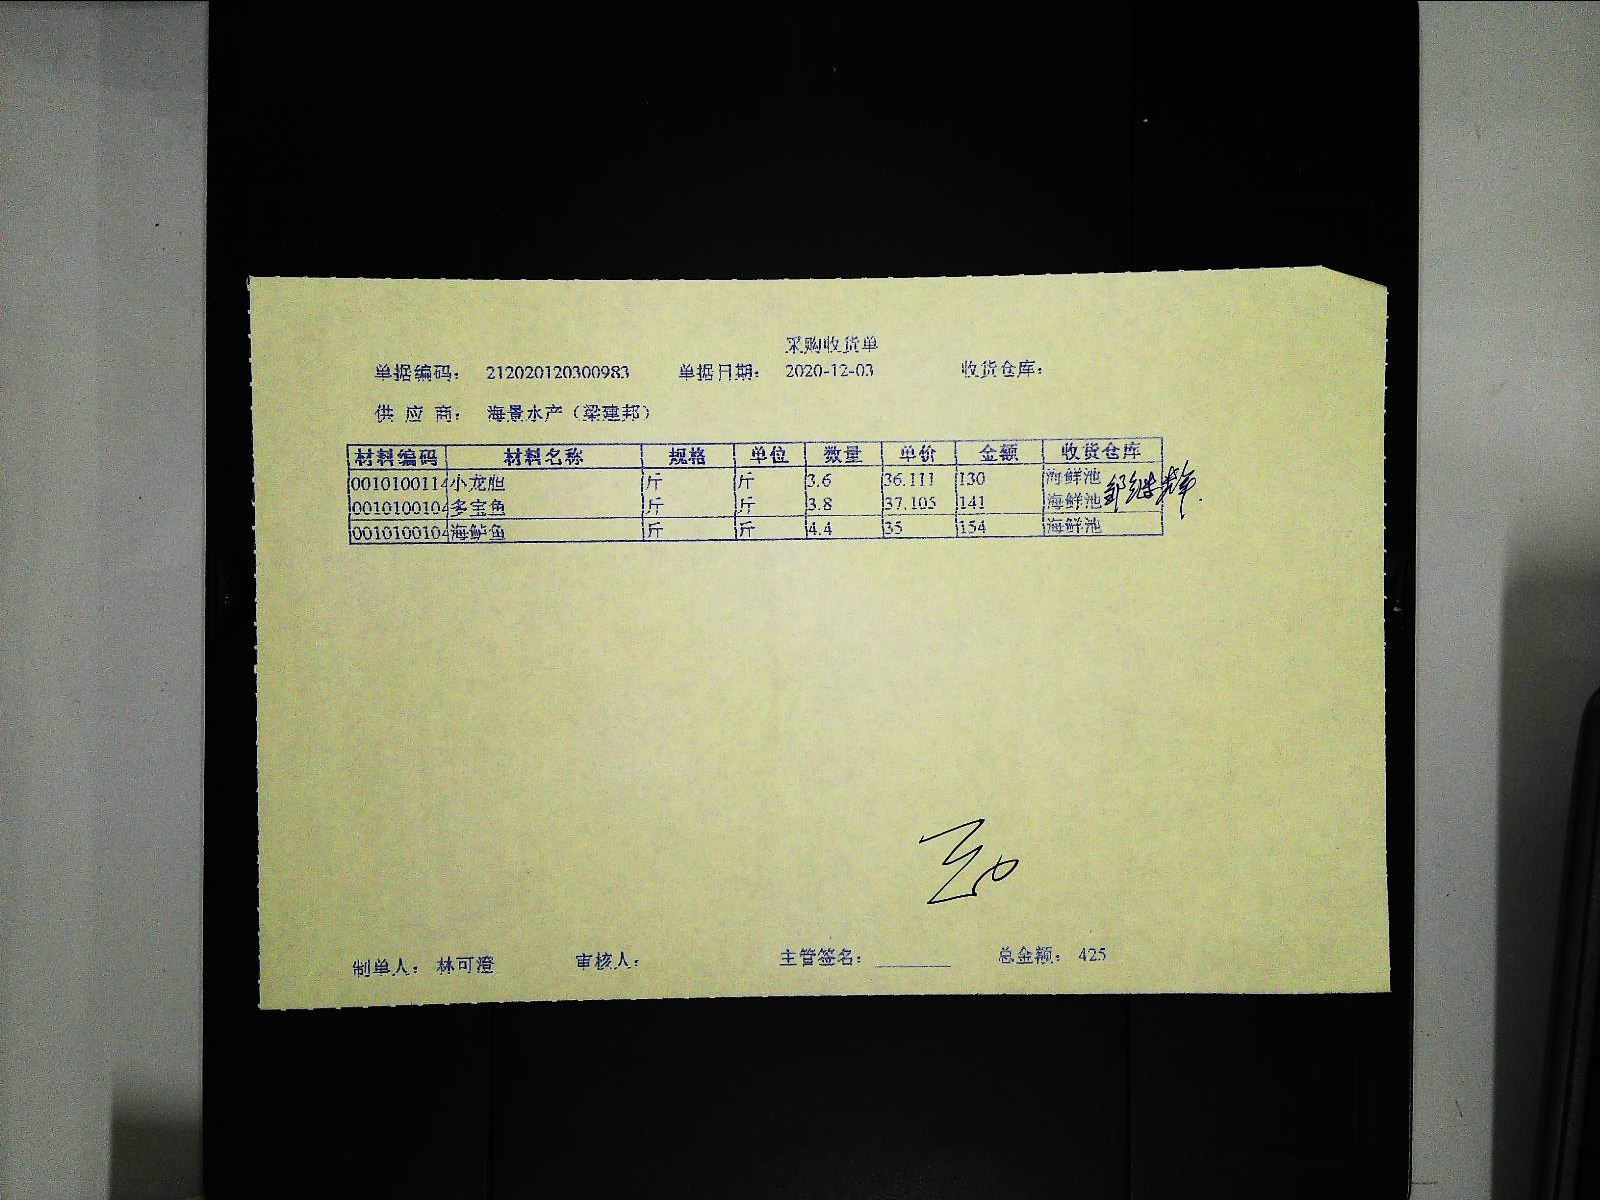 采购收货单
单据编码： 212020120300983 单据日期： 2020-12-03 收货仓库：
供 应 商： 海景水产（梁建邦）
材料编码 材料名称 规格 单位 数量 单价 金额 收货仓库
0010100114 小龙胆 斤 斤 3.6 36.111 130 海鲜池
0010100104 多宝鱼 斤 斤 3.8 37.105 141 海鲜池
0010100104 海鲈鱼 斤 斤 4.4 35 154 海鲜池
制单人： 林可澄 审核人： 主管签名： 总金额： 425